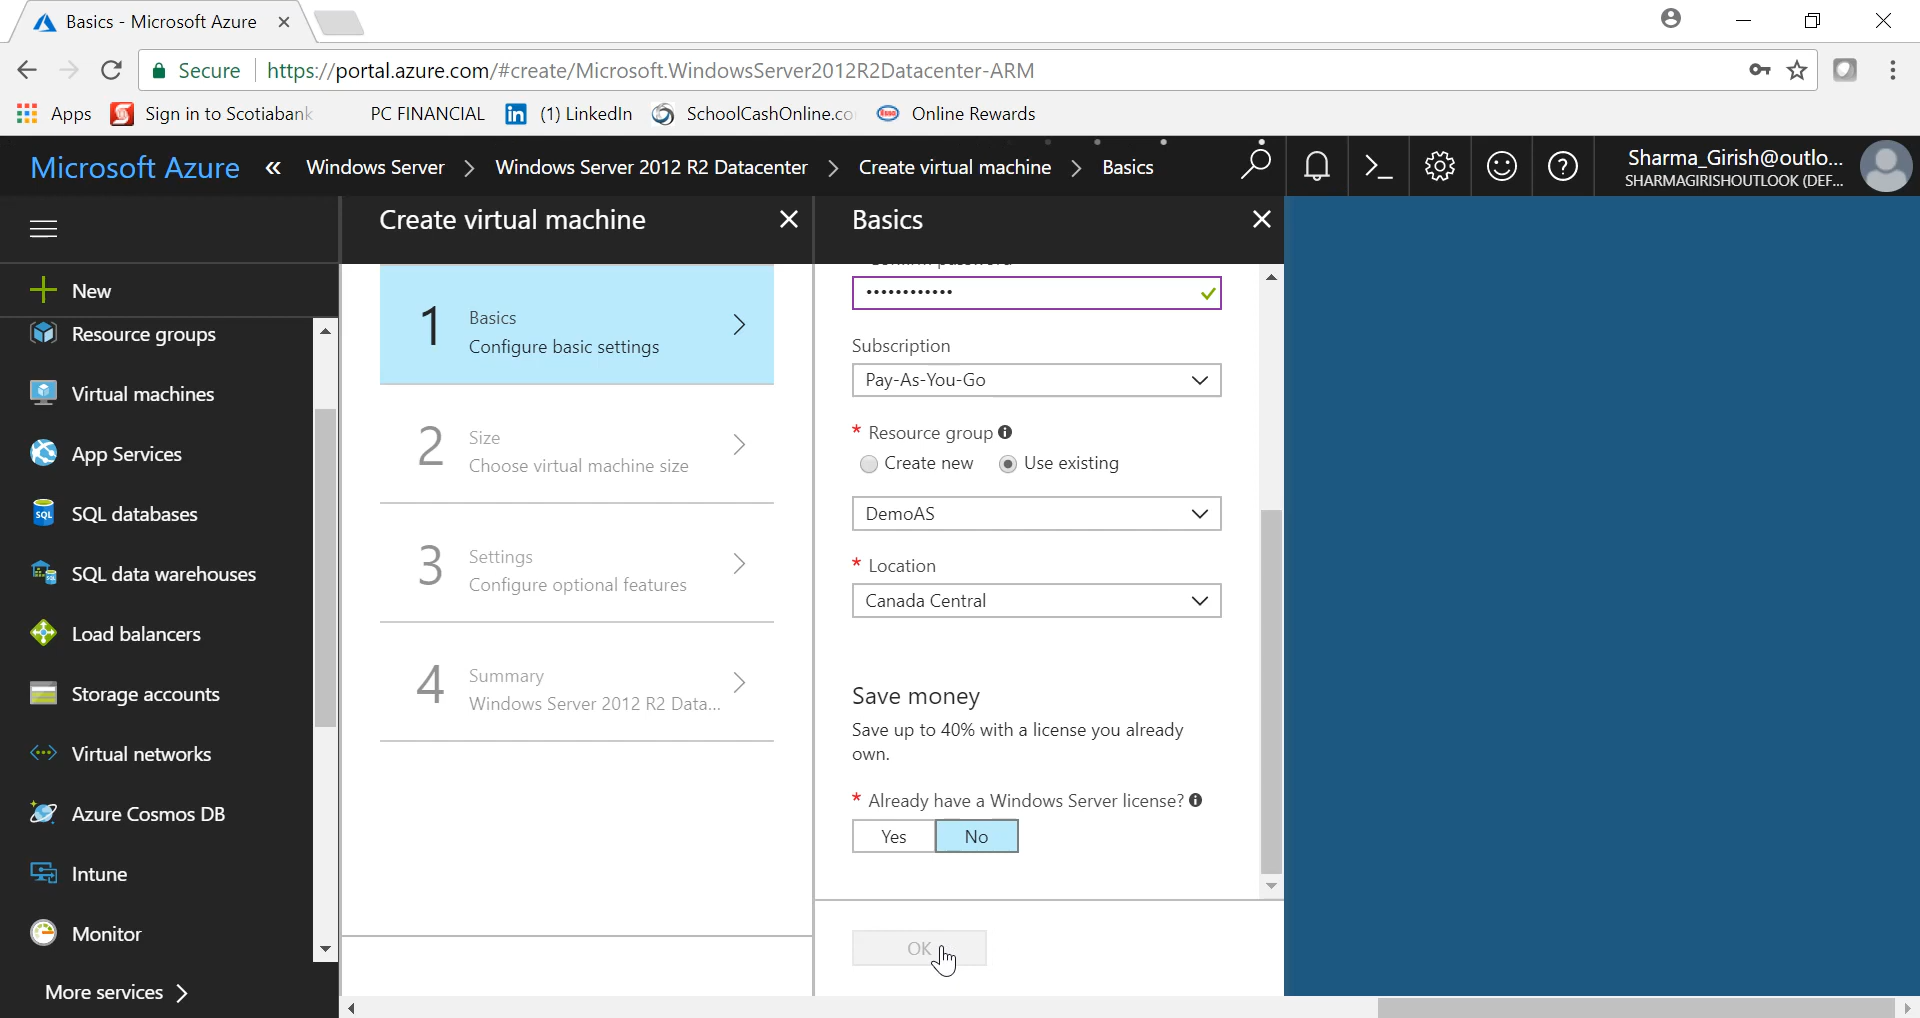 Basics - Microsoft Azure
Secure
https://portal.azure.com/#create/Microsoft.WindowsServer2012R2Datacenter-ARM
Apps
Sign in to Scotiabank
PC FINANCIAL
(1) LinkedIn
SchoolCashOnline.co
Esso
Online Rewards
Microsoft Azure
Windows Server
Windows Server 2012 R2 Datacenter
Create virtual machine
Basics
Sharma_Girish@outlo...
SHARMAGIRISHOUTLOOK (DEF...
New
Resource groups
Virtual machines
App Services
SQL
SQL databases
SQL data warehouses
Load balancers
Storage accounts
Virtual networks
Azure Cosmos DB
Intune
Monitor
More services
Create virtual machine
1
Basics
Configure basic settings
2
Size
Choose virtual machine size
3
Settings
Configure optional features
4
Summary
Windows Server 2012 R2 Data...
Basics
Subscription
Pay-As-You-Go
* Resource group
Create new
Use existing
DemoAS
* Location
Canada Central
Save money
Save up to 40% with a license you already
own.
* Already have a Windows Server license?
Yes
No
OK